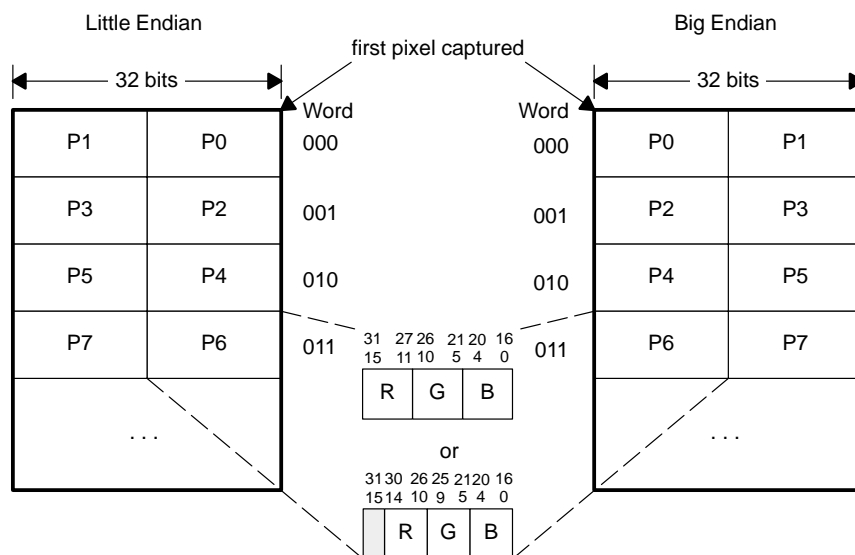 Little Endian
Big Endian
first pixel captured
32 bits
32 bits
Word
Word
P1 P0 000
000 P0 P1
P3 P2 001
001 P2 P3
P5 P4 010
010 P4 P5
P7 P6 011
011 P6 P7
31 27 26 21 20 16
15 11 10 5 4 0
R G B
. . .
. . .
or
31 30 26 25 21 20 16
15 14 10 9 5 4 0
R G B